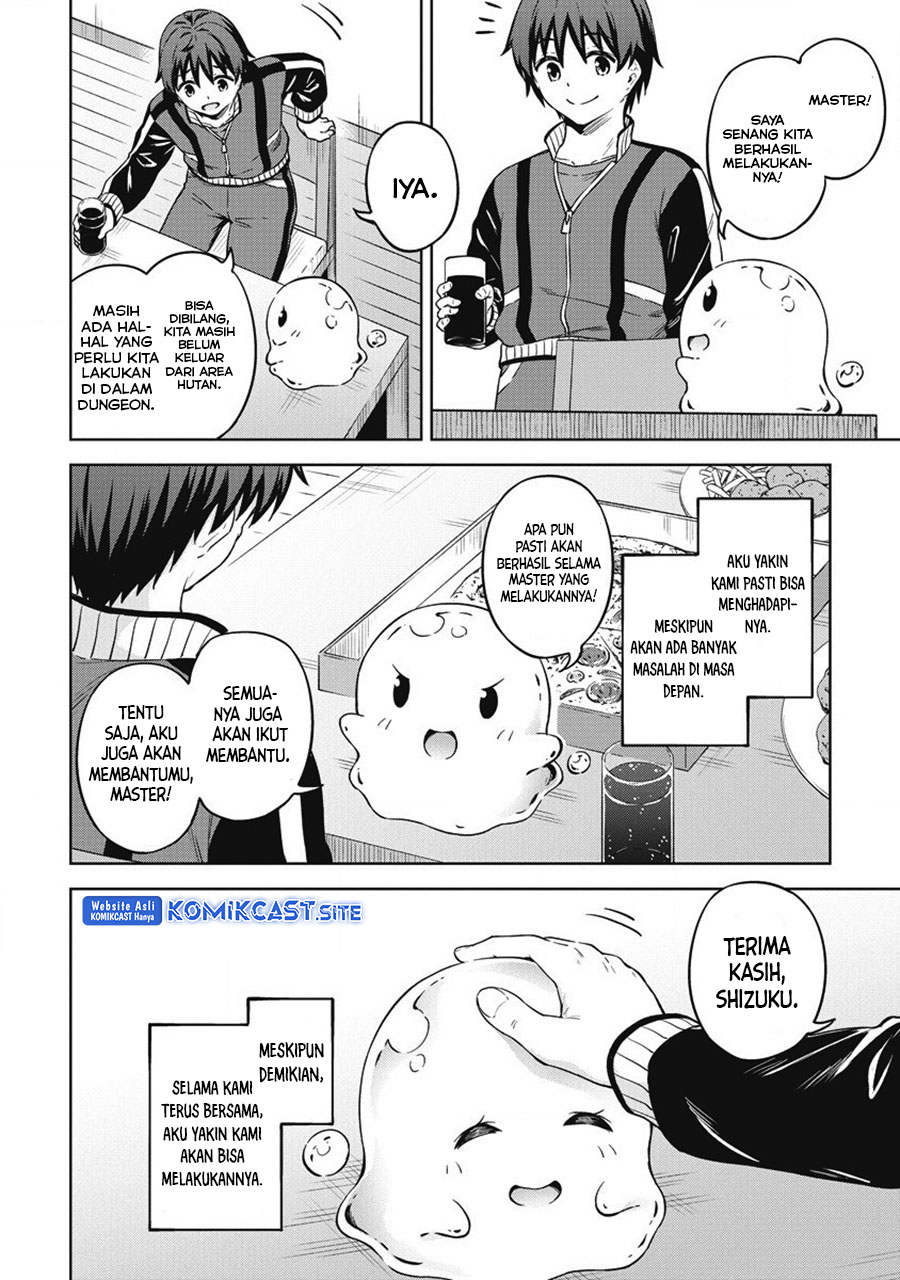 MASTER!
SAYA
SENANG KITA
BERHASIL
MELAKUKAN-
NYA!
IYA.
BISA
DIBILANG,
KITA MASIH
BELUM
KELUAR
DARI AREA
HUTAN.
MASIH
ADA HAL-
HAL YANG
PERLU KITA
LAKUKAN
DI DALAM
DUNGEON.
AKU YAKIN
KAMI PASTI BISA
MENGHADAPI-
NYA.
MESKIPUN
AKAN ADA BANYAK
MASALAH DI MASA
DEPAN.
APA PUN
PASTI AKAN
BERHASIL SELAMA
MASTER YANG
MELAKUKANNYA!
SEMUA-
NYA JUGA
AKAN IKUT
MEMBANTU.
TENTU
SAJA, AKU
JUGA AKAN
MEMBANTUMU,
MASTER!
Website Asli
KOMIKCAST Hanya
KOMIKCAST.SITE
TERIMA
KASIH,
SHIZUKU.
MESKIPUN
DEMIKIAN,
SELAMA KAMI
TERUS BERSAMA,
AKU YAKIN KAMI
AKAN BISA
MELAKUKANNYA.